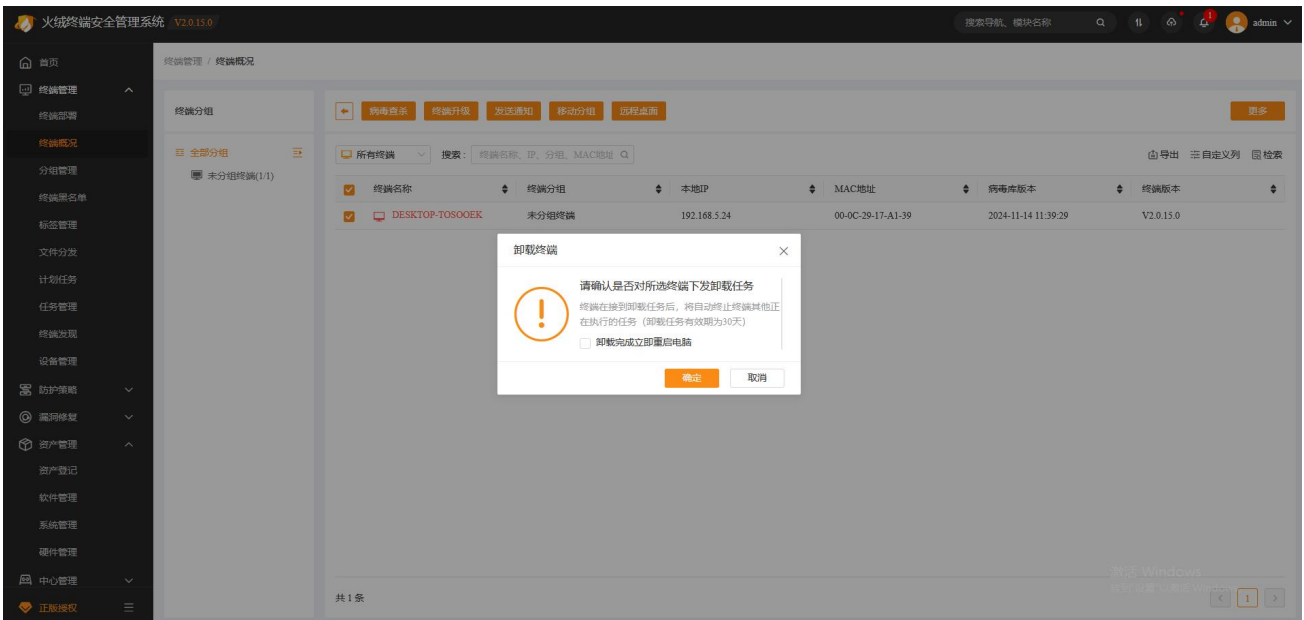 火绒终端安全管理系统 V2.0.15.0
搜索导航、模块名称
1
admin
首页
终端管理 / 终端概况
终端管理
终端部署
终端概况
分组管理
终端黑名单
标签管理
文件分发
计划任务
任务管理
终端发现
设备管理
防护策略
漏洞修复
资产管理
资产登记
软件管理
系统管理
硬件管理
中心管理
正版授权
终端分组
全部分组
未分组终端(1/1)
病毒查杀 终端升级 发送通知 移动分组 远程桌面 更多
所有终端 搜索: 终端名称、IP、分组、MAC地址 导出 自定义列 检索
终端名称 终端分组 本地IP MAC地址 病毒库版本 终端版本
DESKTOP-TOSOOEK 未分组终端 192.168.5.24 00-0C-29-17-A1-39 2024-11-14 11:39:29 V2.0.15.0
卸载终端
请确认是否对所选终端下发卸载任务
终端在接到卸载任务后，将自动终止终端其他正
在执行的任务（卸载任务有效期为30天）
卸载完成立即重启电脑
确定 取消
激活 Windows
共1条 1